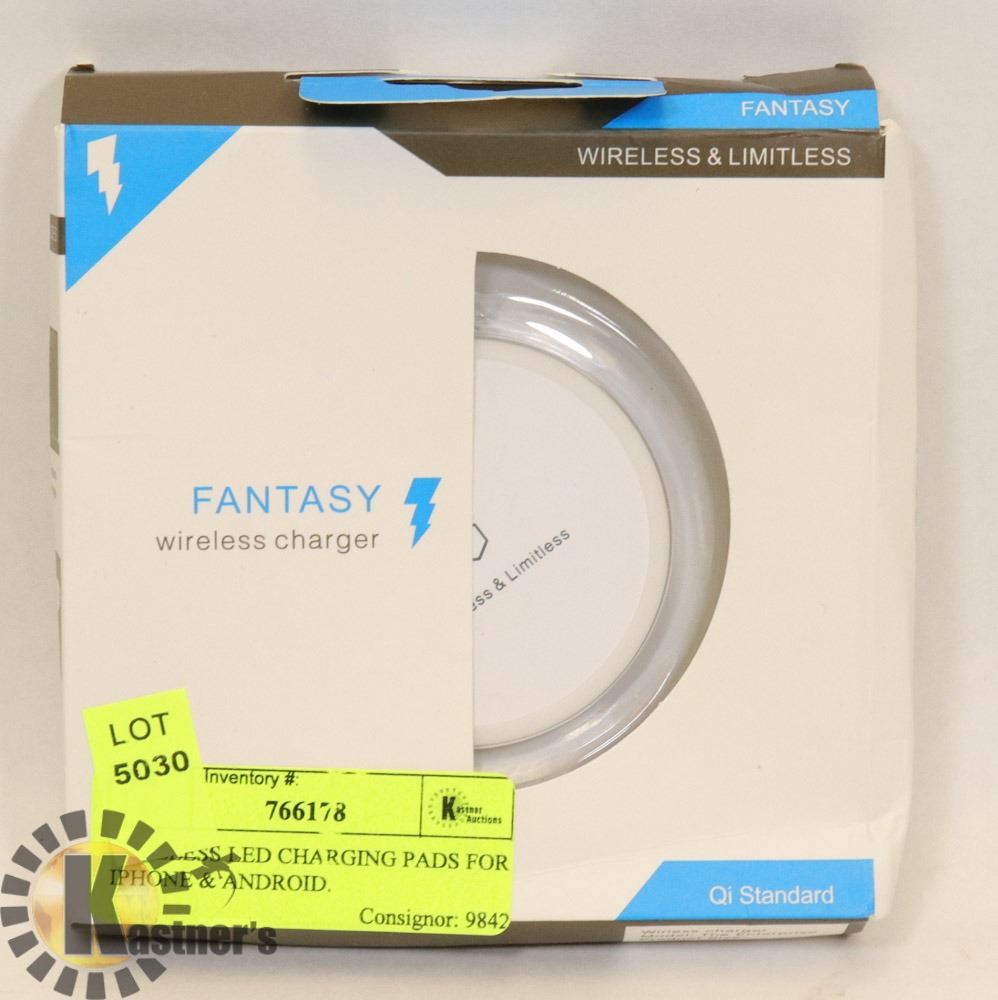 FANTASY
WIRELESS & LIMITLESS
FANTASY
wireless charger
& Limitless
LOT
5030
Inventory #:
766178
Kastner
Auctions
LED CHARGING PADS FOR
IPHONE & ANDROID.
Consignor: 9842
Qi Standard
Kastner's